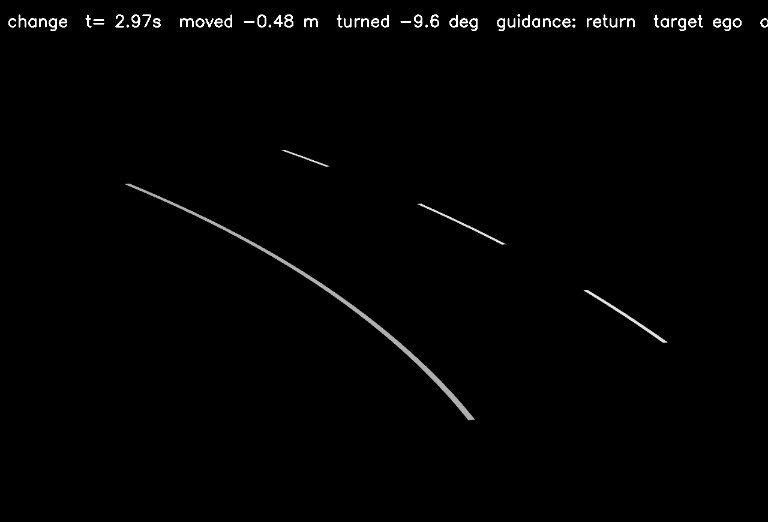 change t= 2.97s moved −0.48 m turned −9.6 deg guidance: return target ego